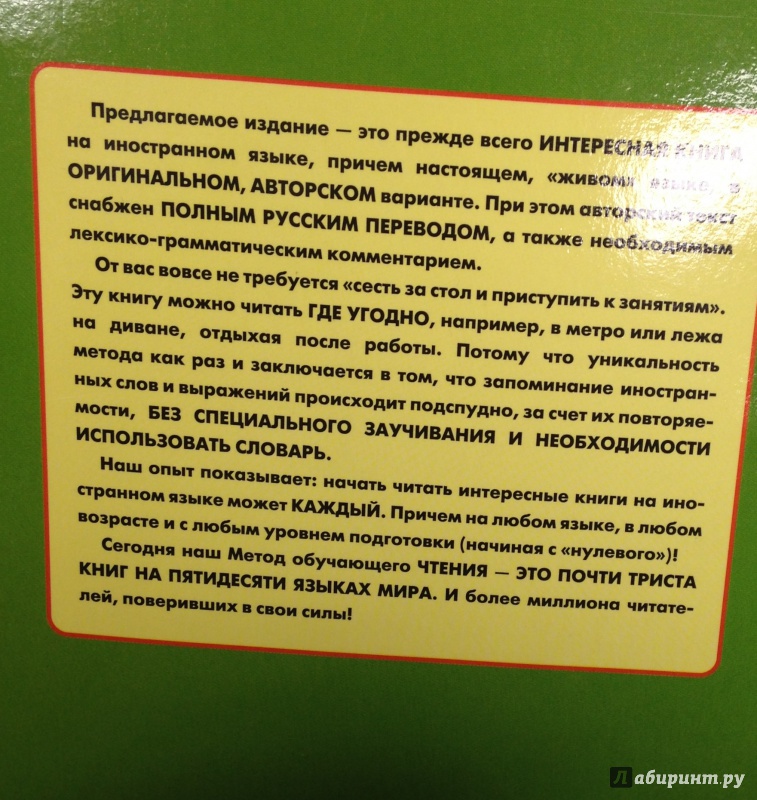 Предлагаемое издание — это прежде всего ИНТЕРЕСНАЯ КНИГА
на иностранном языке, причем настоящем, «живом» языке, в
ОРИГИНАЛЬНОМ, АВТОРСКОМ варианте. При этом авторский текст
снабжен ПОЛНЫМ РУССКИМ ПЕРЕВОДОМ, а также необходимым
лексико-грамматическим комментарием.
От вас вовсе не требуется «сесть за стол и приступить к занятиям».
Эту книгу можно читать ГДЕ УГОДНО, например, в метро или лежа
на диване, отдыхая после работы. Потому что уникальность
метода как раз и заключается в том, что запоминание иностран-
ных слов и выражений происходит подспудно, за счет их повторяе-
мости, БЕЗ СПЕЦИАЛЬНОГО ЗАУЧИВАНИЯ И НЕОБХОДИМОСТИ
ИСПОЛЬЗОВАТЬ СЛОВАРЬ.
Наш опыт показывает: начать читать интересные книги на ино-
странном языке может КАЖДЫЙ. Причем на любом языке, в любом
возрасте и с любым уровнем подготовки (начиная с «нулевого»)!
Сегодня наш Метод обучающего ЧТЕНИЯ — ЭТО ПОЧТИ ТРИСТА
КНИГ НА ПЯТИДЕСЯТИ ЯЗЫКАХ МИРА. И более миллиона читате-
лей, поверивших в свои силы!
Лабиринт.ру